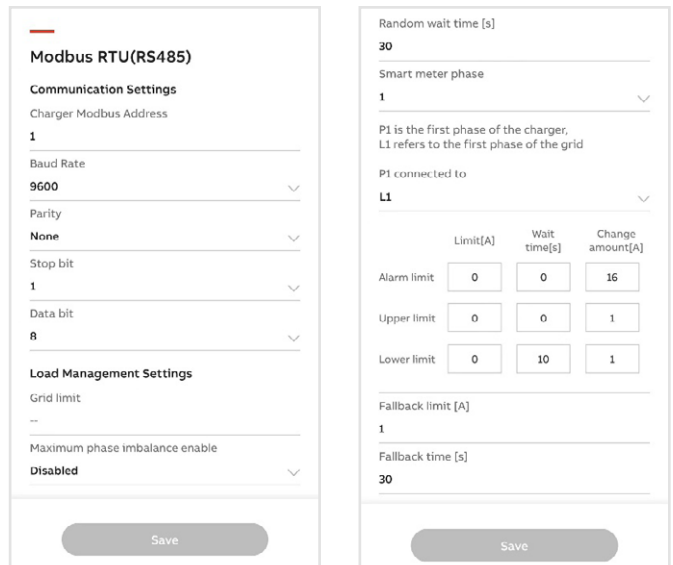 Modbus RTU(RS485)
Communication Settings
Charger Modbus Address
1
Baud Rate
9600
Parity
None
Stop bit
1
Data bit
8
Load Management Settings
Grid limit
--
Maximum phase imbalance enable
Disabled
Save
Random wait time [s]
30
Smart meter phase
1
P1 is the first phase of the charger,
L1 refers to the first phase of the grid
P1 connected to
L1
Limit[A] Wait time[s] Change amount[A]
Alarm limit 0 0 16
Upper limit 0 0 1
Lower limit 0 10 1
Fallback limit [A]
1
Fallback time [s]
30
Save